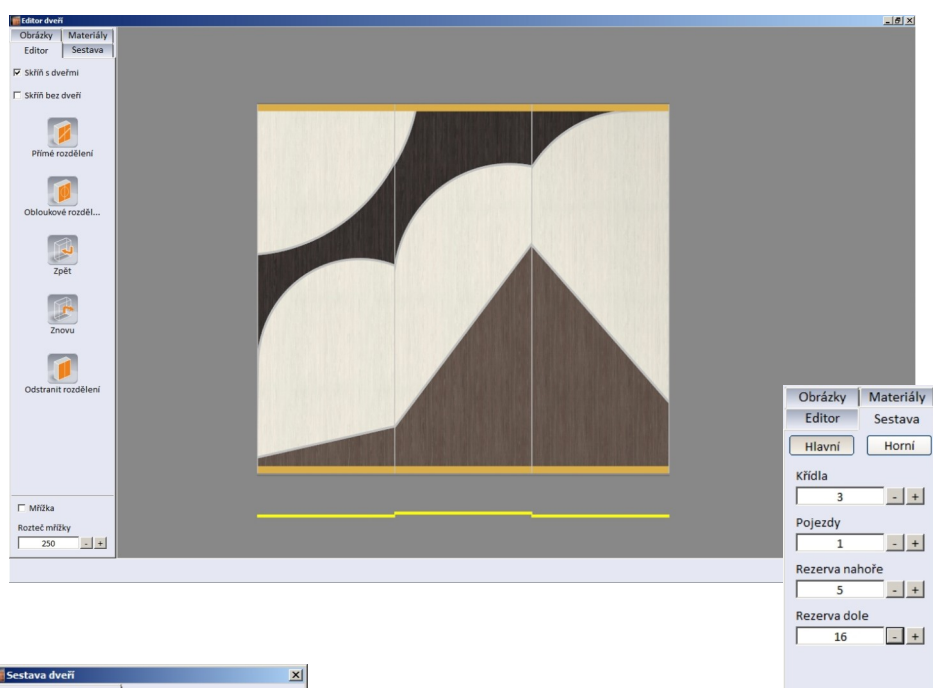 Editor dveří
Obrázky Materiály
Editor Sestava
Skříň s dveřmi
Skříň bez dveří
Přímé rozdělení
Obloukové rozděl...
Zpět
Znovu
Odstranit rozdělení
Mřížka
Rozteč mřížky
250 - +
Obrázky Materiály
Editor Sestava
Hlavní Horní
Křídla
3 - +
Pojezdy
1 - +
Rezerva nahoře
5 - +
Rezerva dole
16 - +
Sestava dveří